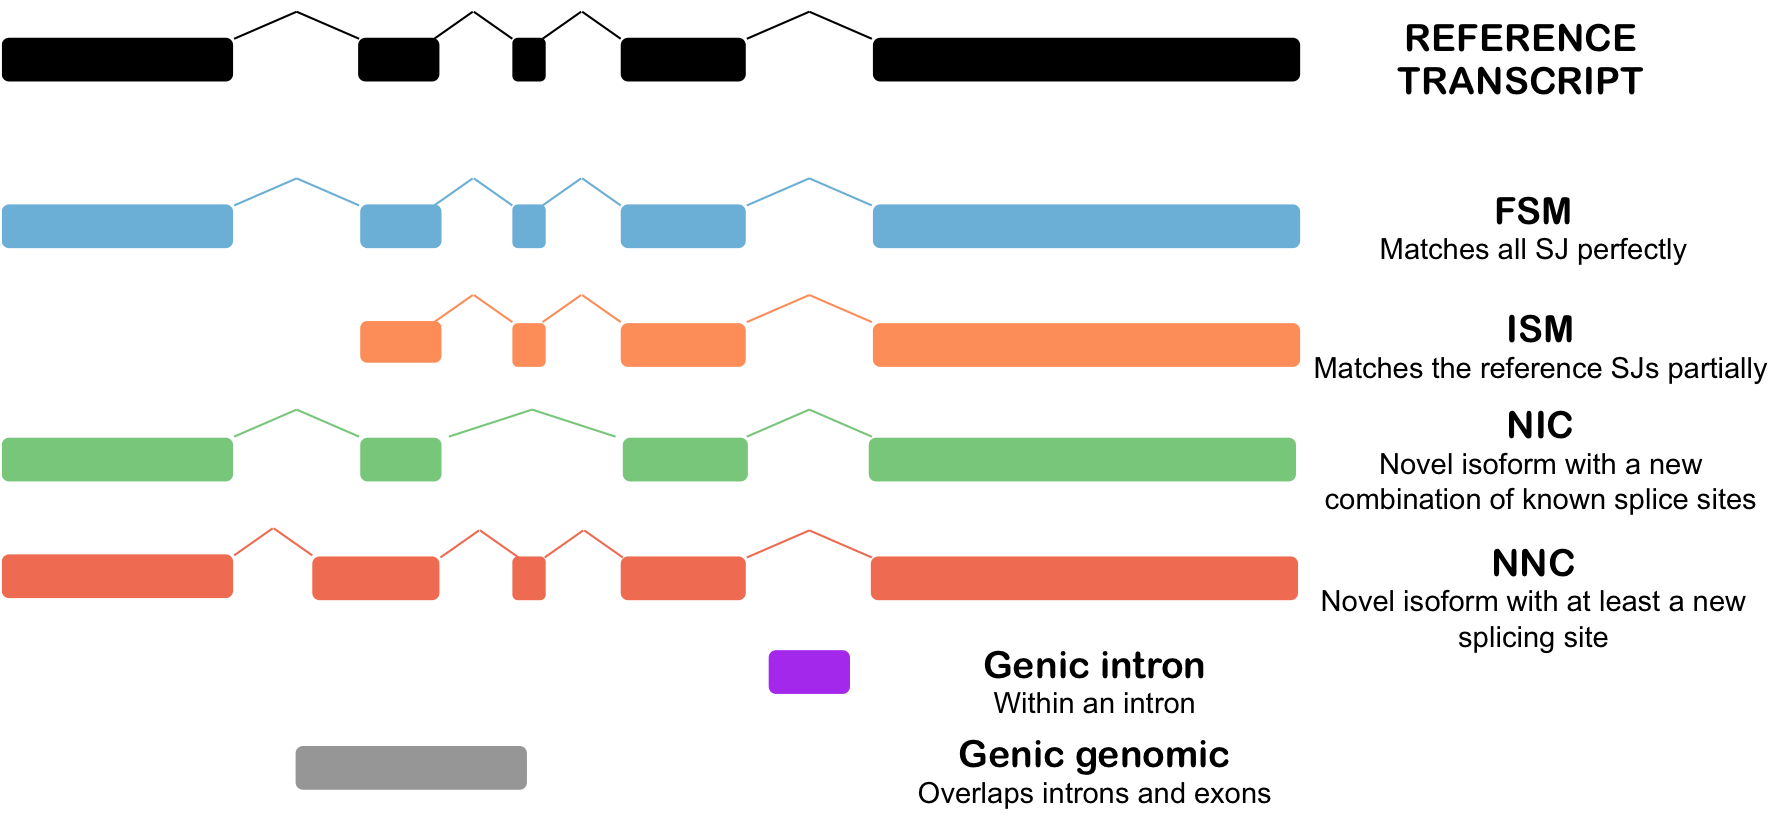 REFERENCE
TRANSCRIPT
FSM
Matches all SJ perfectly
ISM
Matches the reference SJs partially
NIC
Novel isoform with a new
combination of known splice sites
NNC
Novel isoform with at least a new
splicing site
Genic intron
Within an intron
Genic genomic
Overlaps introns and exons